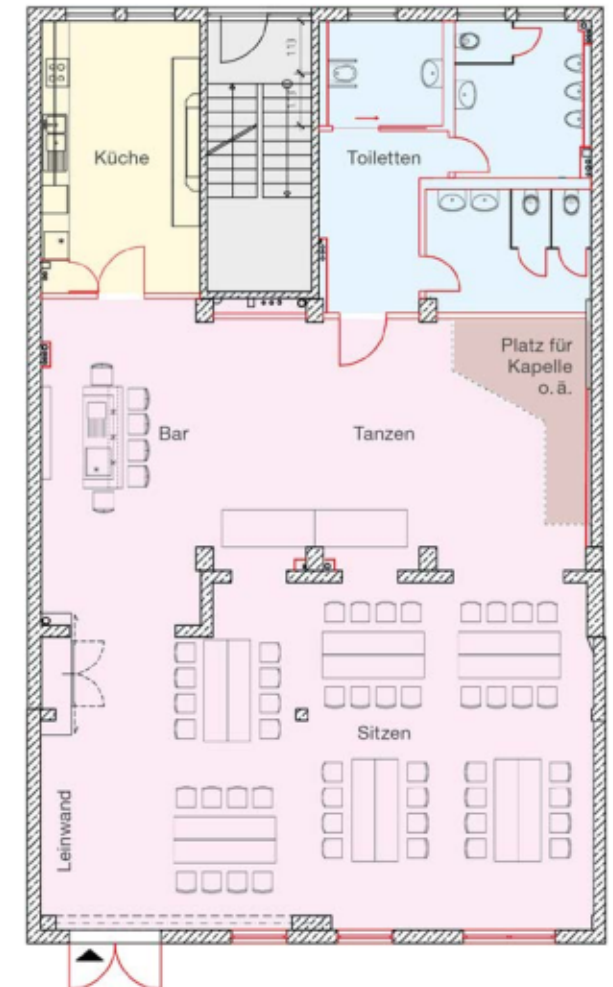 Küche
Toiletten
Platz für
Kapelle
o. ä.
Bar
Tanzen
Sitzen
Leinwand